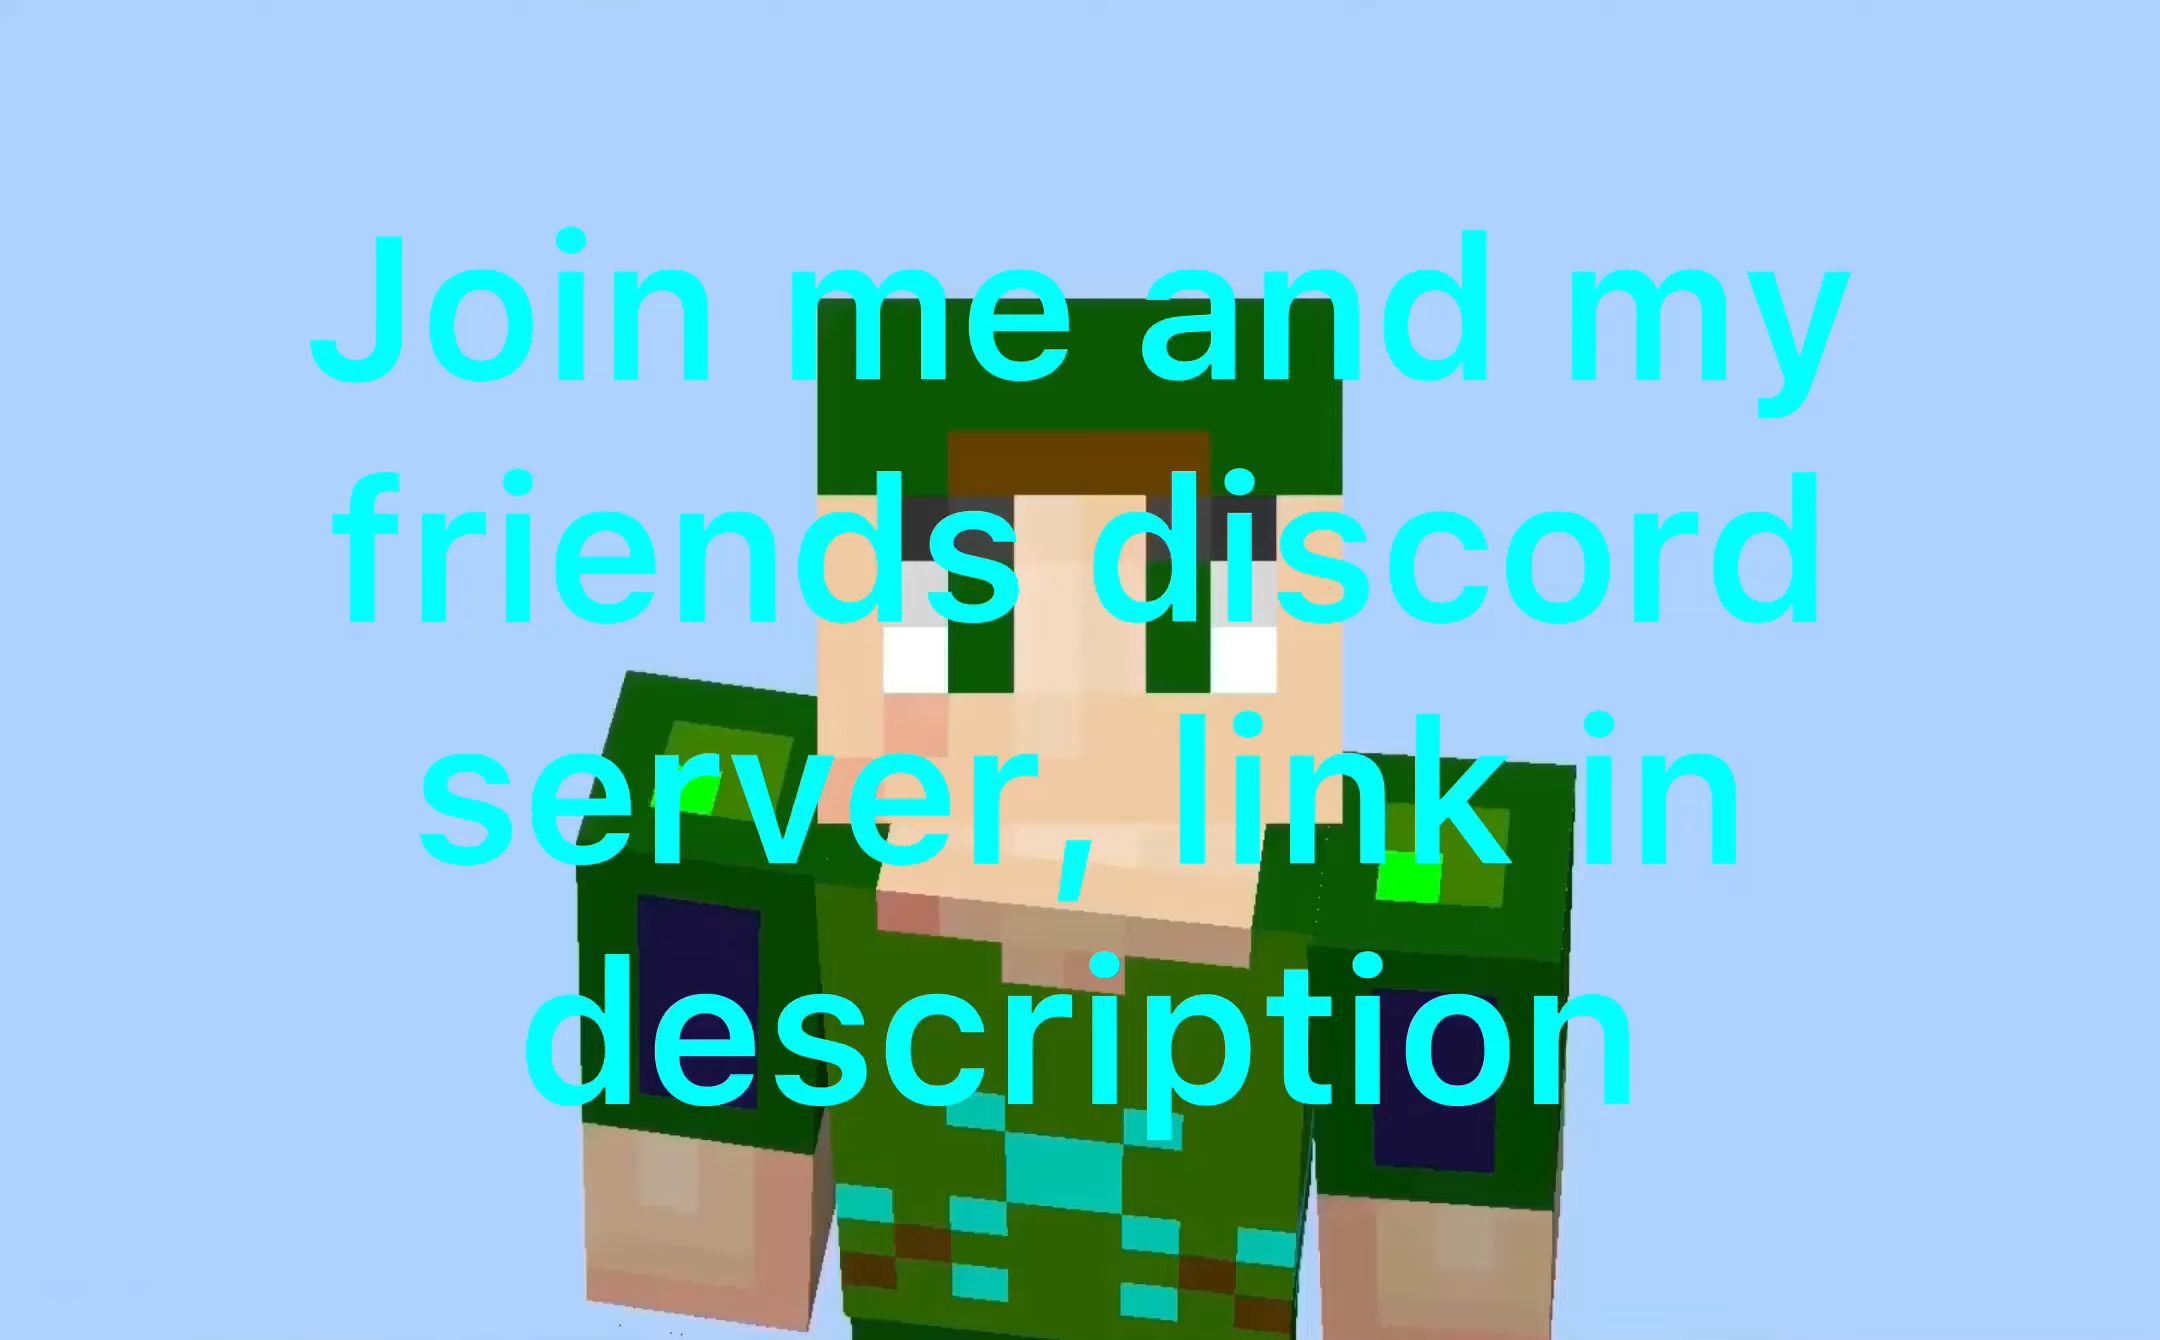 Join me and my
friends discord
server, link in
description